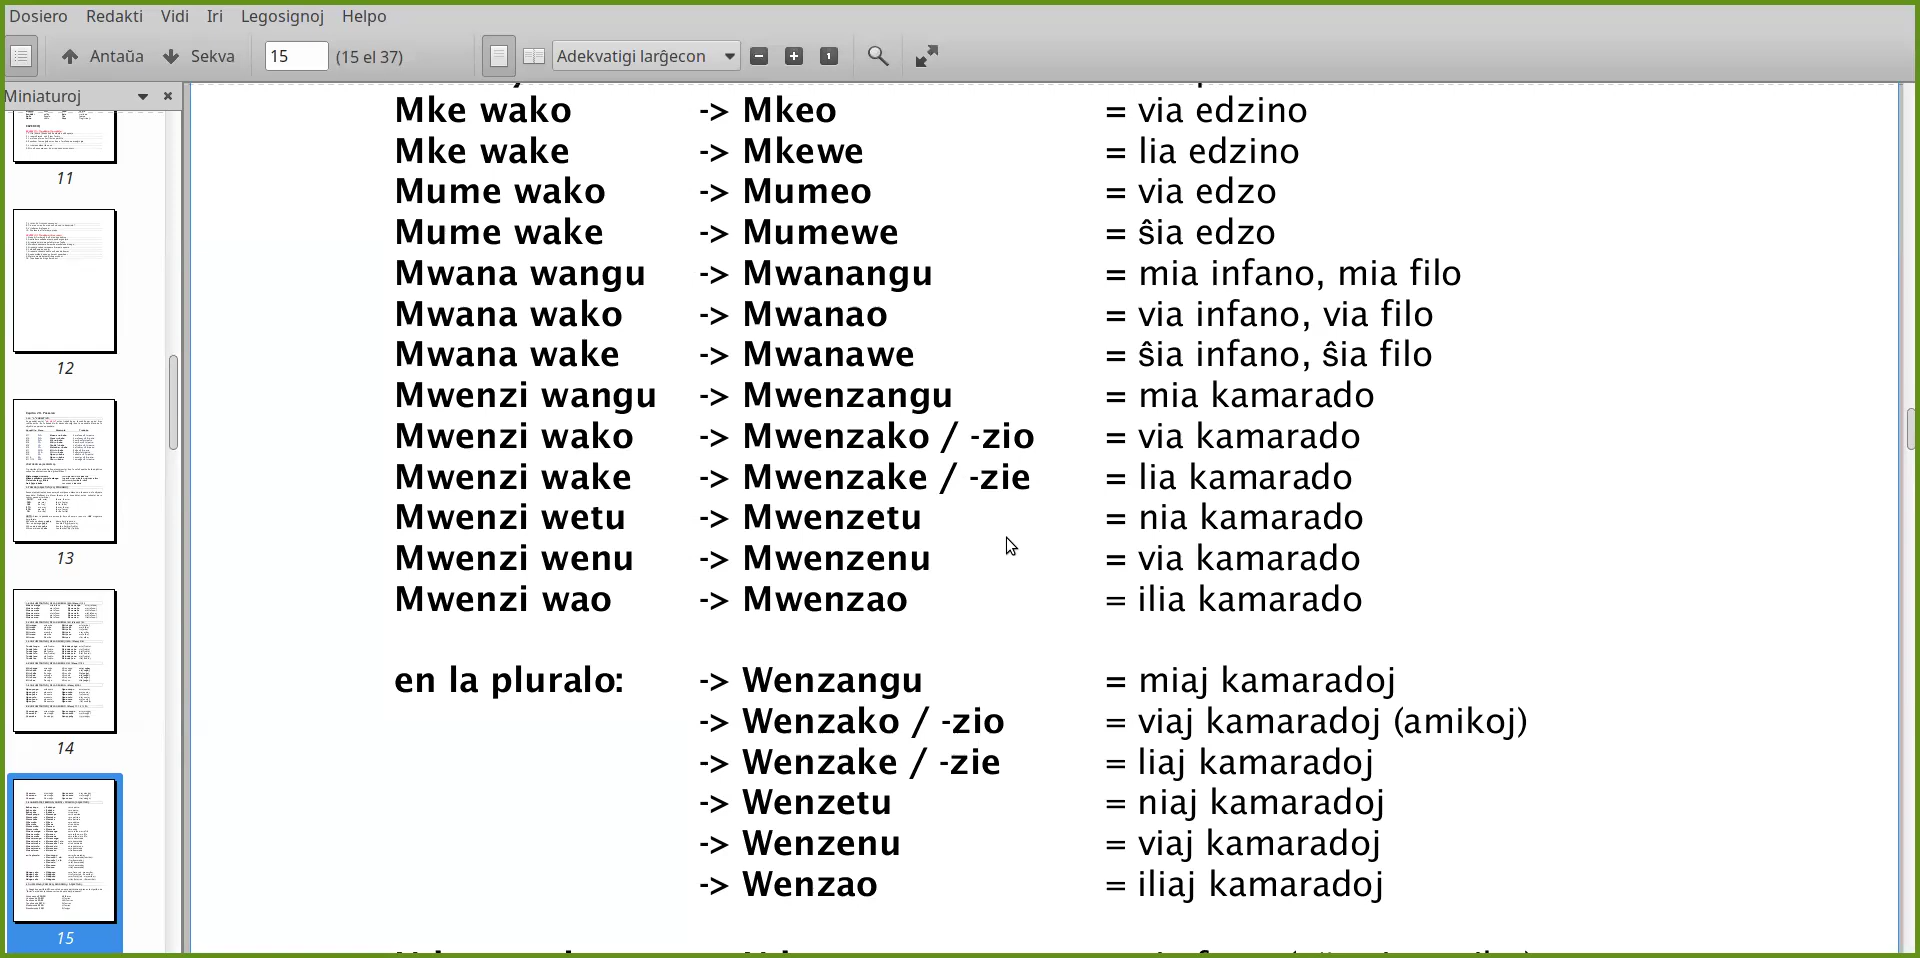 Dosiero Redakti Vidi Iri Legosignoj Helpo
Antaŭa Sekva 15 (15 el 37) Adekvatigi larĝecon
Miniaturoj
11
12
13
14
15
Mke wako -> Mkeo = via edzino
Mke wake -> Mkewe = lia edzino
Mume wako -> Mumeo = via edzo
Mume wake -> Mumewe = ŝia edzo
Mwana wangu -> Mwanangu = mia infano, mia filo
Mwana wako -> Mwanao = via infano, via filo
Mwana wake -> Mwanawe = ŝia infano, ŝia filo
Mwenzi wangu -> Mwenzangu = mia kamarado
Mwenzi wako -> Mwenzako / -zio = via kamarado
Mwenzi wake -> Mwenzake / -zie = lia kamarado
Mwenzi wetu -> Mwenzetu = nia kamarado
Mwenzi wenu -> Mwenzenu = via kamarado
Mwenzi wao -> Mwenzao = ilia kamarado
en la pluralo: -> Wenzangu = miaj kamaradoj
-> Wenzako / -zio = viaj kamaradoj (amikoj)
-> Wenzake / -zie = liaj kamaradoj
-> Wenzetu = niaj kamaradoj
-> Wenzenu = viaj kamaradoj
-> Wenzao = iliaj kamaradoj